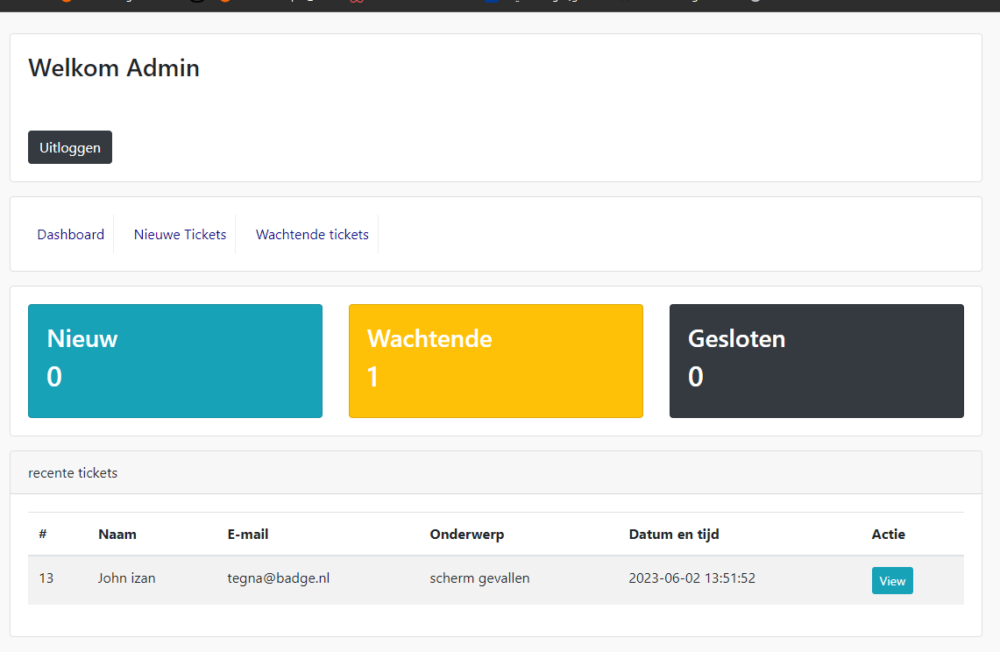 Welkom Admin
Uitloggen
Dashboard Nieuwe Tickets Wachtende tickets
Nieuw Wachtende Gesloten
0 1 0
recente tickets
# Naam E-mail Onderwerp Datum en tijd Actie
13 John izan tegna@badge.nl scherm gevallen 2023-06-02 13:51:52 View